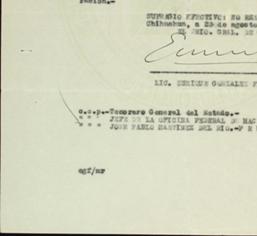 SUFRAGIO EFECTIVO: NO REE
Chihuahua, a 23 de agosto
EL SRIO. GRAL. DE
LIC. ENRIQUE GONZALEZ F
c.c.p.-Tesorero General del Estado.-
" " " JEFE DE LA OFICINA FEDERAL DE HAC
" " " JOSE PABLO MARTINEZ DEL RIO.-P R
egf/mr